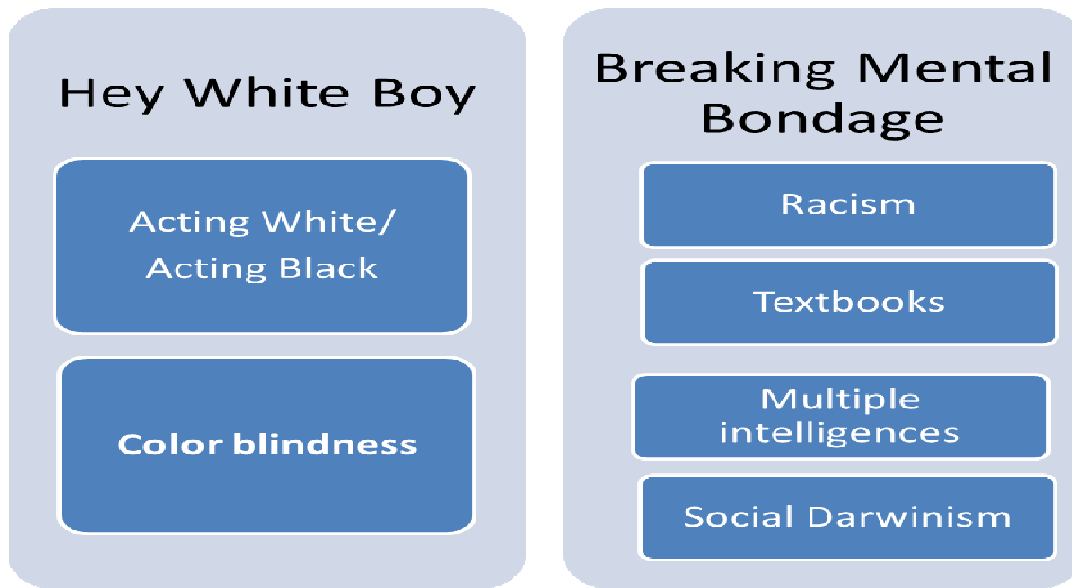 Hey White Boy
Acting White/
Acting Black
Color blindness
Breaking Mental
Bondage
Racism
Textbooks
Multiple
intelligences
Social Darwinism